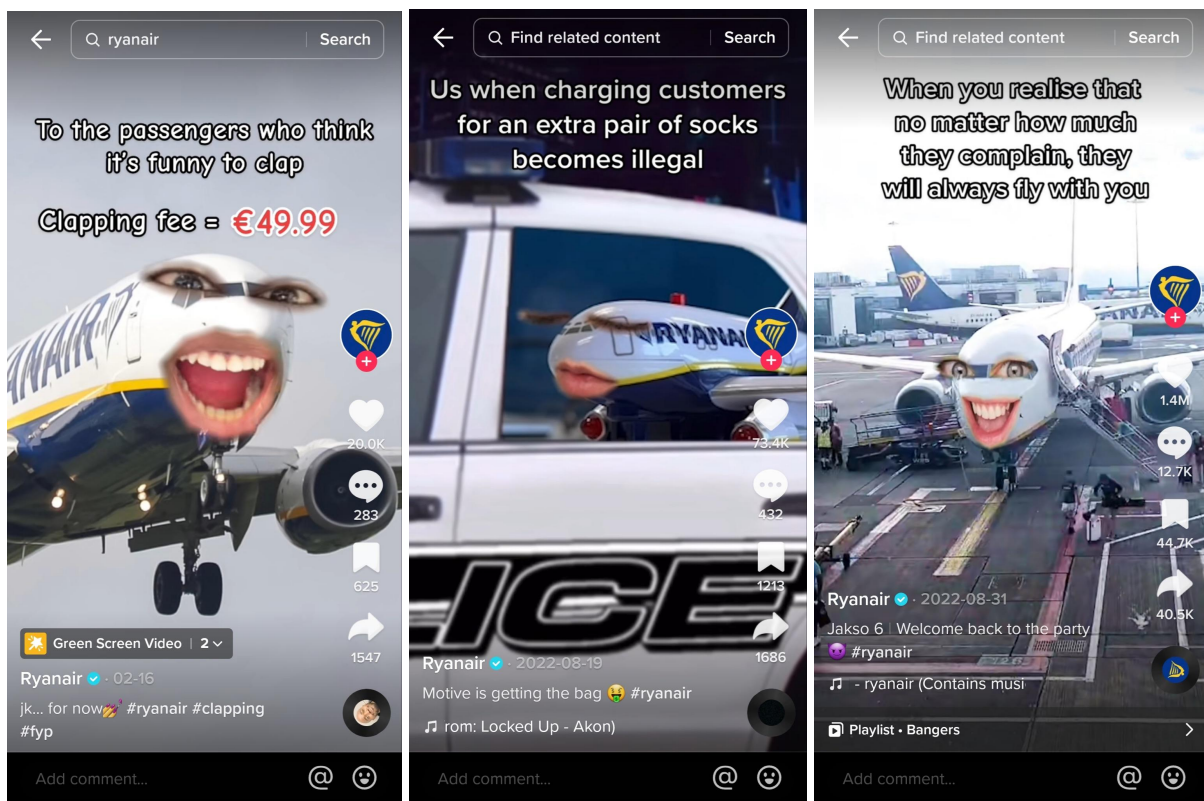 ryanair
Search
To the passengers who think
it's funny to clap
Clapping fee = €49.99
ANAIR
20.0K
283
625
1547
Green Screen Video | 2
Ryanair · 02-16
jk... for now💅 #ryanair #clapping
#fyp
Add comment...
@
Find related content
Search
Us when charging customers
for an extra pair of socks
becomes illegal
RYANAI
73.4K
432
1213
1686
LICE
Ryanair · 2022-08-19
Motive is getting the bag 🤑 #ryanair
rom: Locked Up - Akon)
Add comment...
@
Find related content
Search
When you realise that
no matter how much
they complain, they
will always fly with you
1.4M
12.7K
44.7K
40.5K
Ryanair · 2022-08-31
Jakso 6 | Welcome back to the party
😈 #ryanair
- ryanair (Contains musi
Playlist • Bangers
Add comment...
@